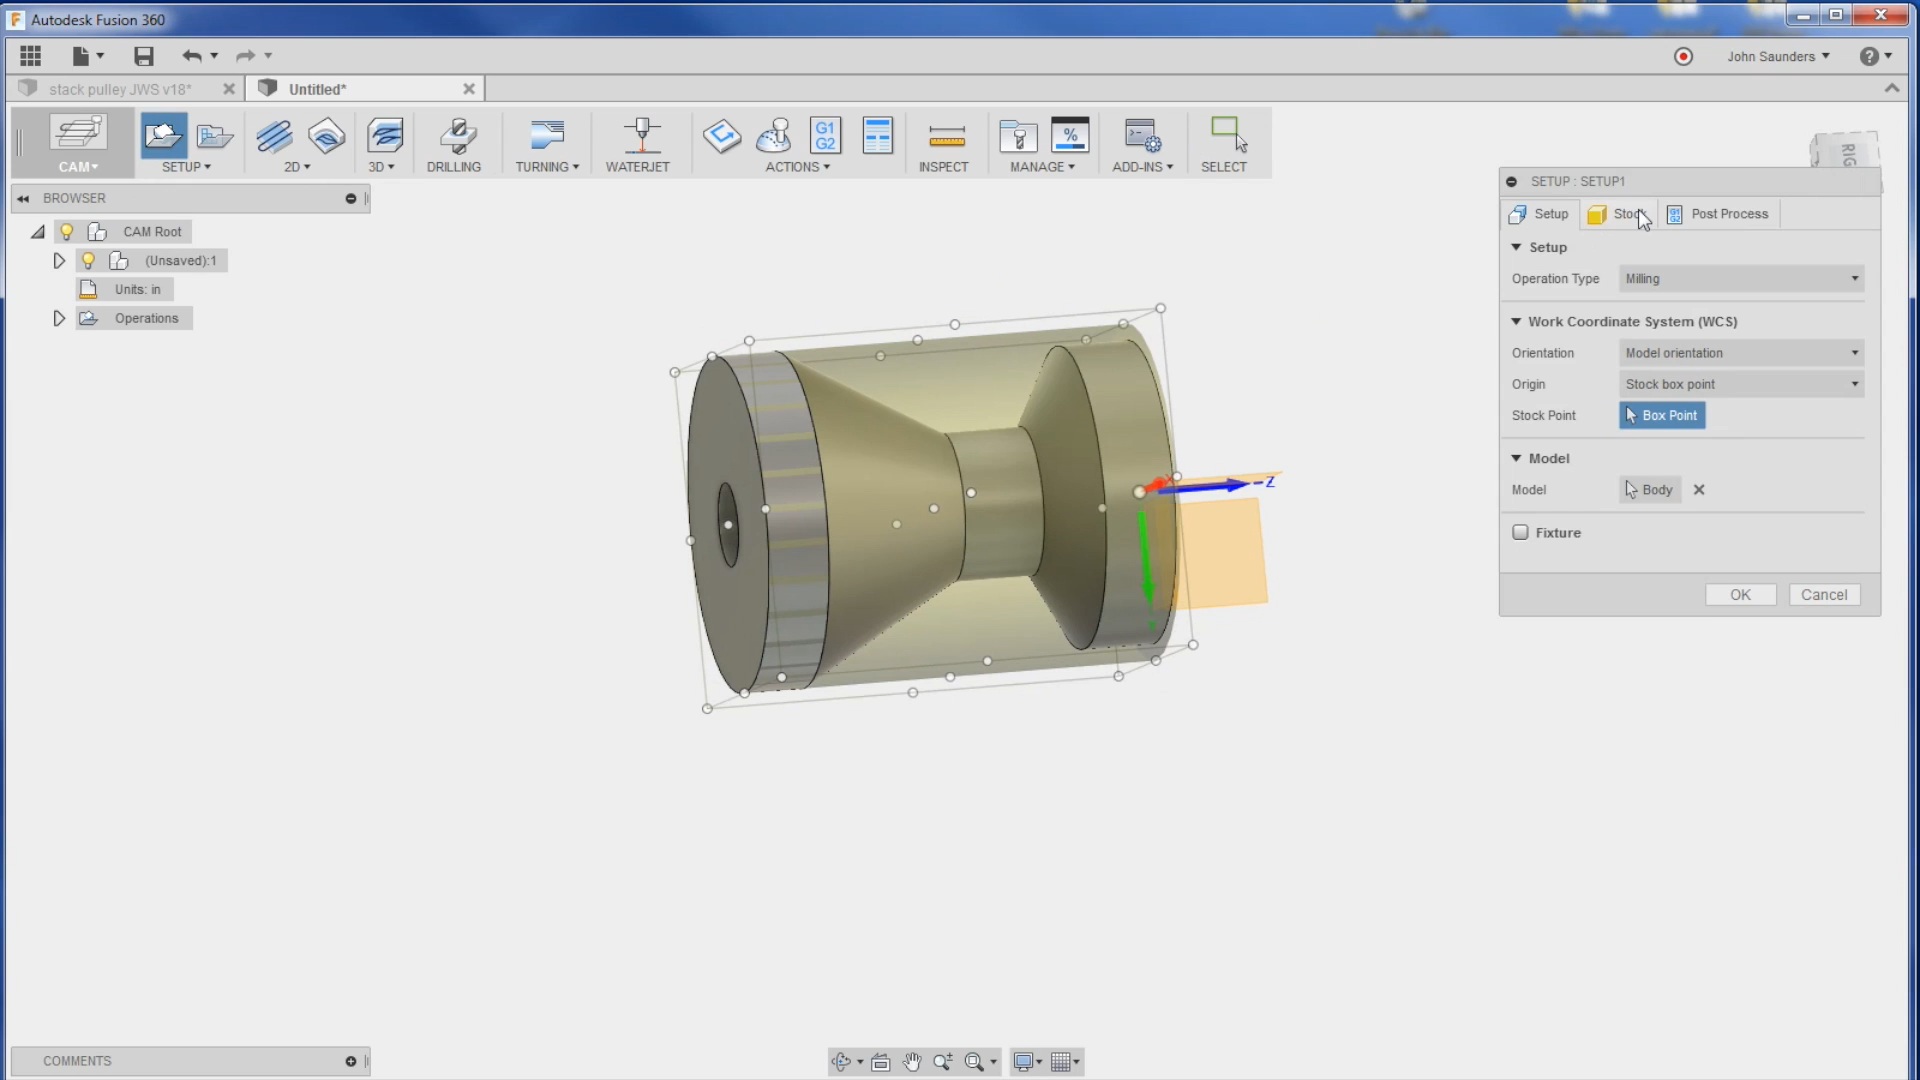 Autodesk Fusion 360
John Saunders
stack pulley JWS v18*
Untitled*
CAM
SETUP
2D
3D
DRILLING
TURNING
WATERJET
G1
G2
ACTIONS
INSPECT
%
MANAGE
ADD-INS
SELECT
BROWSER
CAM Root
(Unsaved):1
Units: in
Operations
SETUP : SETUP1
Setup
Stock
Post Process
Setup
Operation Type
Milling
Work Coordinate System (WCS)
Orientation
Model orientation
Origin
Stock box point
Stock Point
Box Point
Model
Model
Body
Fixture
OK
Cancel
Z
COMMENTS